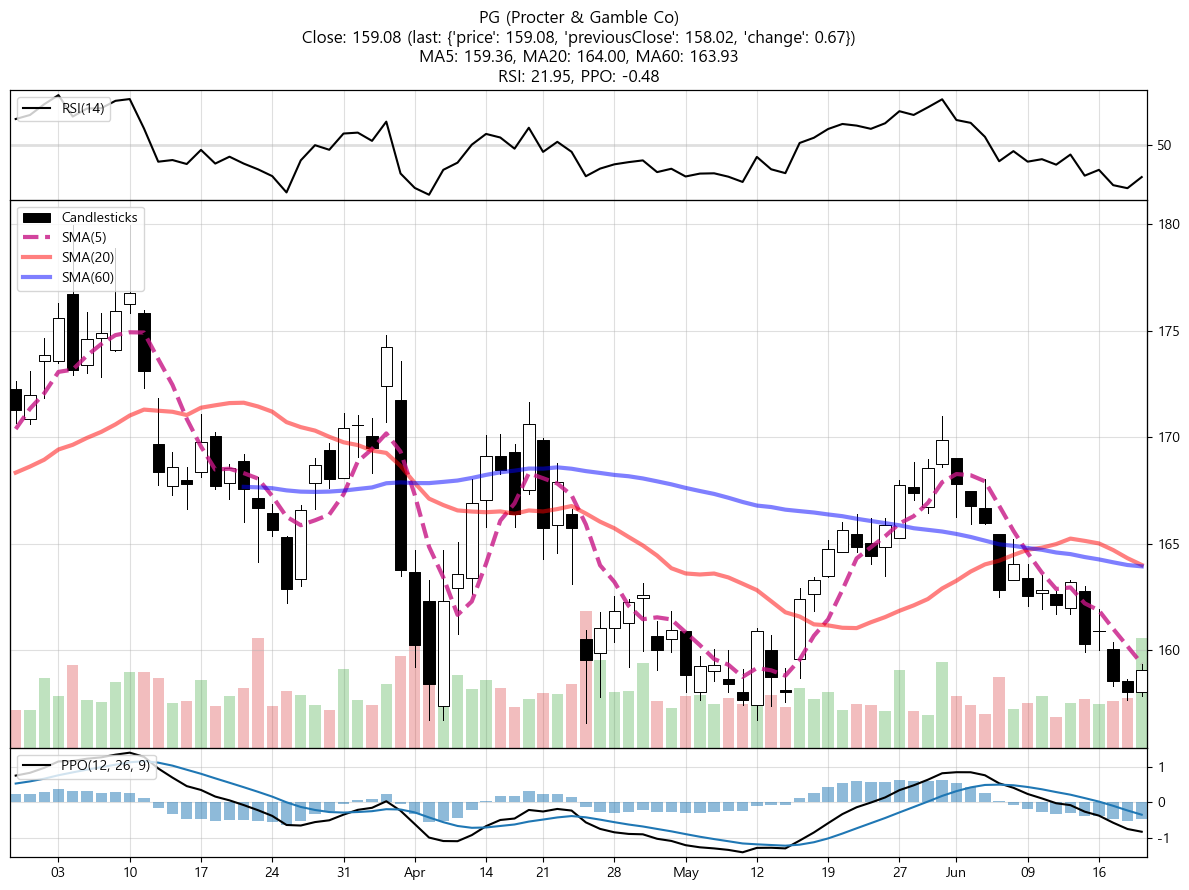 PG (Procter & Gamble Co)
Close: 159.08 (last: {'price': 159.08, 'previousClose': 158.02, 'change': 0.67})
MA5: 159.36, MA20: 164.00, MA60: 163.93
RSI: 21.95, PPO: -0.48
RSI(14)
50
Candlesticks
SMA(5)
SMA(20)
SMA(60)
180
175
170
165
160
PPO(12, 26, 9)
1
0
-1
03 10 17 24 31 Apr 14 21 28 May 12 19 27 Jun 09 16